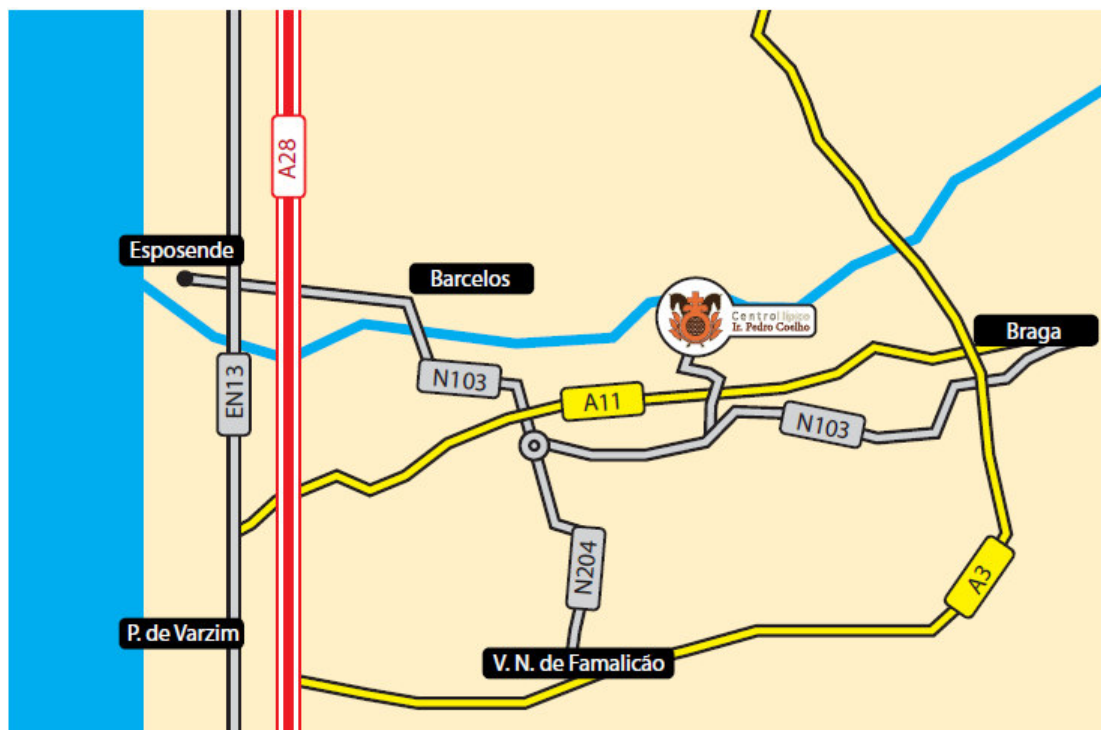 A28
Esposende
Barcelos
Centro Hípico
Ir. Pedro Coelho
Braga
EN13
N103
A11
N103
N204
A3
P. de Varzim
V. N. de Famalicão